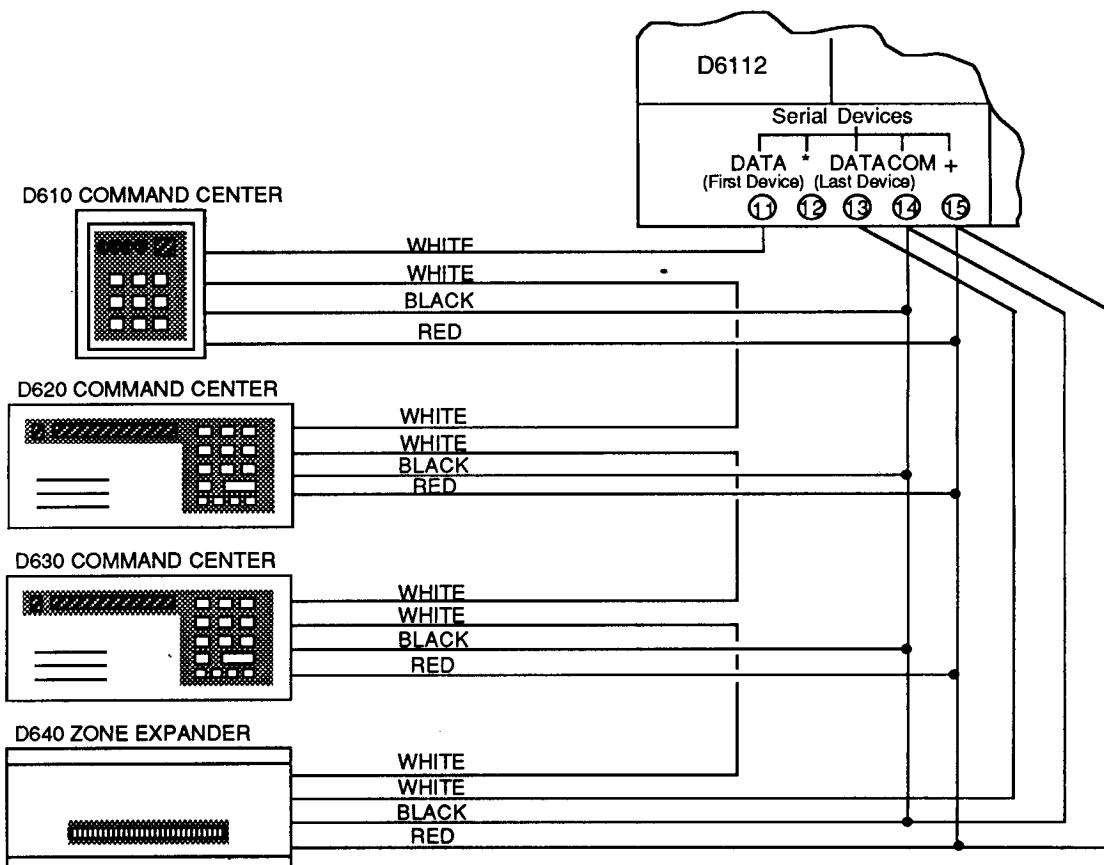 D6112
Serial Devices
DATA * DATA COM +
(First Device) (Last Device)
11 12 13 14 15
D610 COMMAND CENTER
WHITE
WHITE
BLACK
RED
D620 COMMAND CENTER
WHITE
WHITE
BLACK
RED
D630 COMMAND CENTER
WHITE
WHITE
BLACK
RED
D640 ZONE EXPANDER
WHITE
WHITE
BLACK
RED